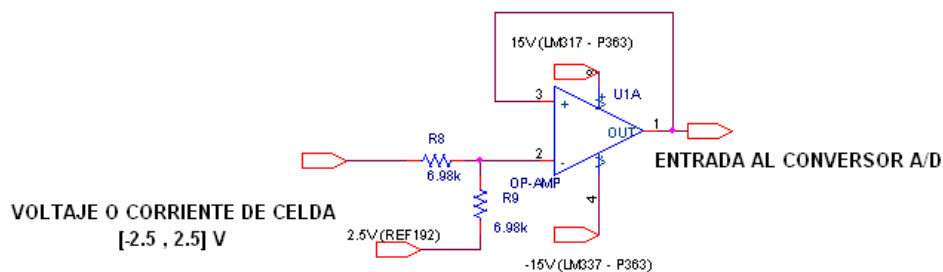 15V(LM317 - P363)
8
U1A
3
+
OUT
1
R8
2
-
6.98k
OP-AMP
ENTRADA AL CONVERSOR A/D
R9
4
VOLTAJE O CORRIENTE DE CELDA
[-2.5 , 2.5] V
6.98k
2.5V(REF192)
-15V(LM337 - P363)